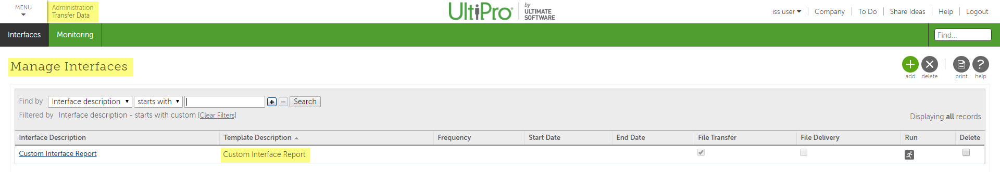 MENU
Administration
Transfer Data
UltiPro® by ULTIMATE SOFTWARE
iss user Company To Do Share Ideas Help Logout
Interfaces Monitoring Find...
Manage Interfaces
add delete print help
Find by Interface description starts with Search
Filtered by Interface description - starts with custom [Clear Filters]
Displaying all records
Interface Description Template Description Frequency Start Date End Date File Transfer File Delivery Run Delete
Custom Interface Report Custom Interface Report